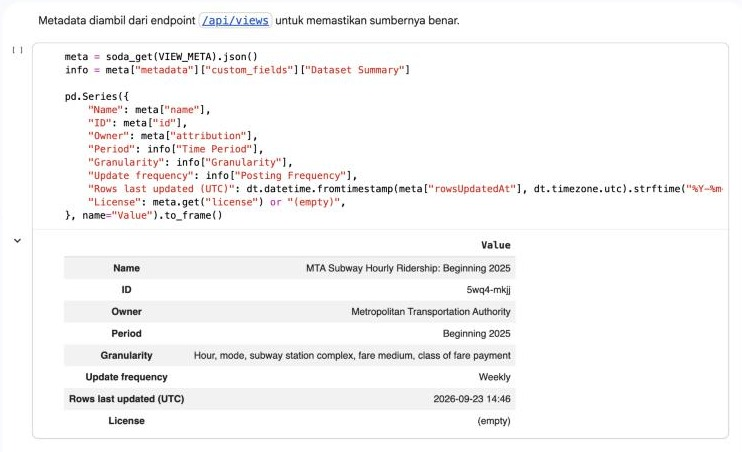 Metadata diambil dari endpoint /api/views untuk memastikan sumbernya benar.
[ ]
meta = soda_get(VIEW_META).json()
info = meta["metadata"]["custom_fields"]["Dataset Summary"]
pd.Series({
"Name": meta["name"],
"ID": meta["id"],
"Owner": meta["attribution"],
"Period": info["Time Period"],
"Granularity": info["Granularity"],
"Update frequency": info["Posting Frequency"],
"Rows last updated (UTC)": dt.datetime.fromtimestamp(meta["rowsUpdatedAt"], dt.timezone.utc).strftime("%Y-%m-
"License": meta.get("license") or "(empty)",
}, name="Value").to_frame()
Value
Name MTA Subway Hourly Ridership: Beginning 2025
ID 5wq4-mkjj
Owner Metropolitan Transportation Authority
Period Beginning 2025
Granularity Hour, mode, subway station complex, fare medium, class of fare payment
Update frequency Weekly
Rows last updated (UTC) 2026-09-23 14:46
License (empty)